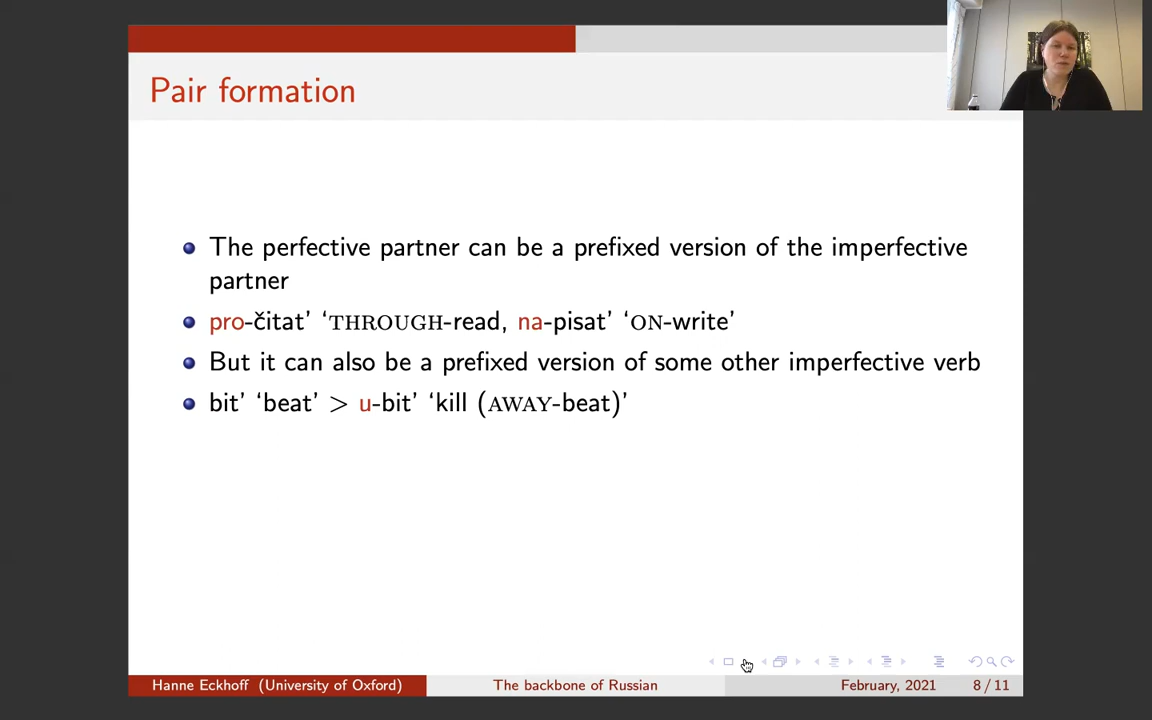 Pair formation
The perfective partner can be a prefixed version of the imperfective
partner
pro-čitat' ‘THROUGH-read, na-pisat' ‘ON-write’
But it can also be a prefixed version of some other imperfective verb
bit' ‘beat’ > u-bit' ‘kill (AWAY-beat)’
Hanne Eckhoff (University of Oxford) The backbone of Russian February, 2021 8 / 11